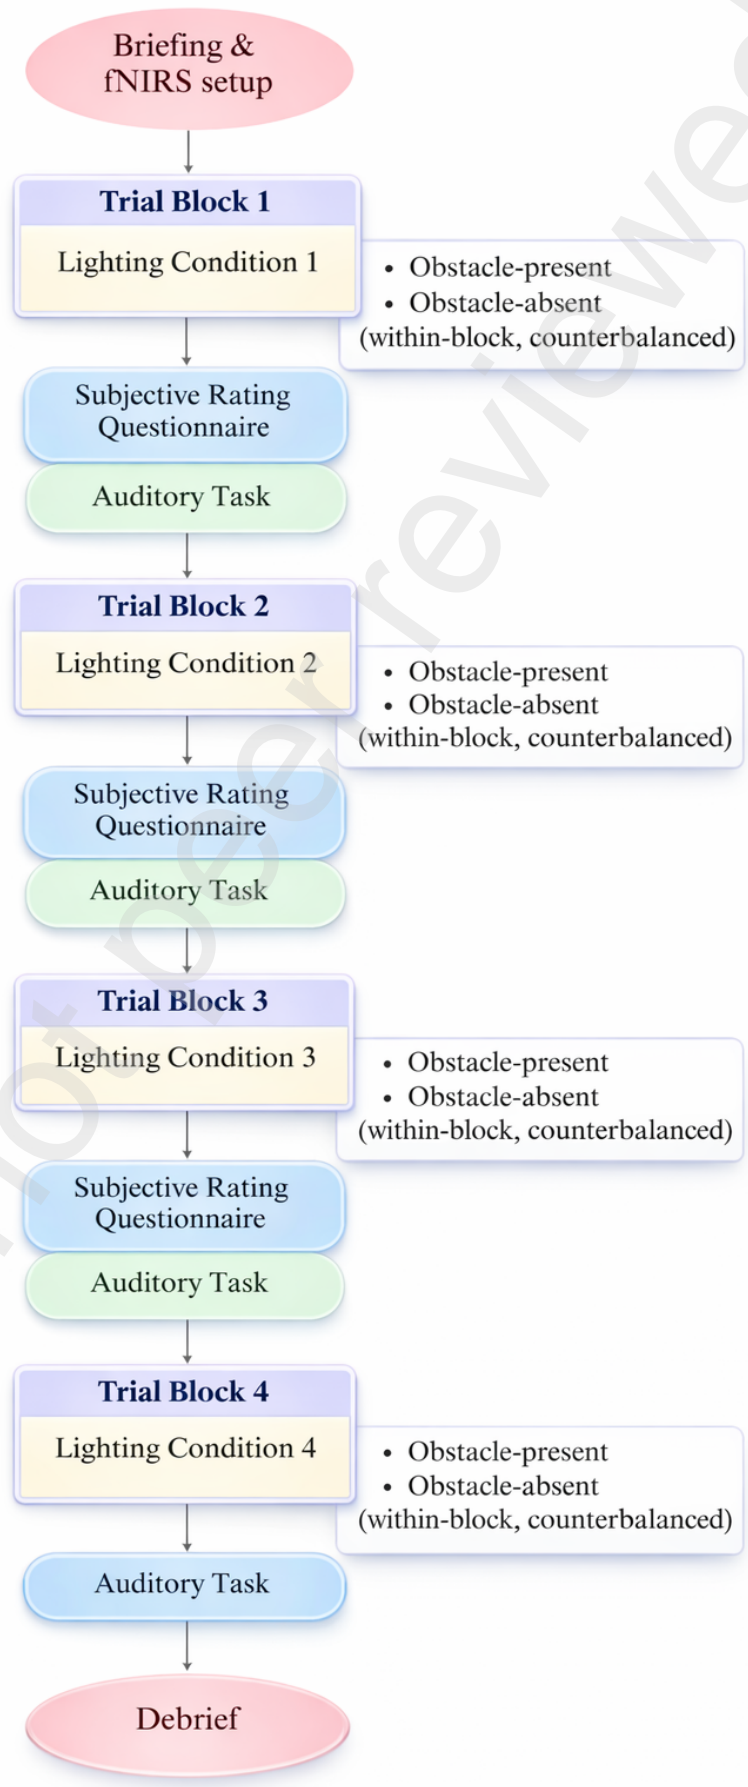 Briefing &
fNIRS setup
Trial Block 1
Lighting Condition 1
• Obstacle-present
• Obstacle-absent
(within-block, counterbalanced)
Subjective Rating
Questionnaire
Auditory Task
Trial Block 2
Lighting Condition 2
• Obstacle-present
• Obstacle-absent
(within-block, counterbalanced)
Subjective Rating
Questionnaire
Auditory Task
Trial Block 3
Lighting Condition 3
• Obstacle-present
• Obstacle-absent
(within-block, counterbalanced)
Subjective Rating
Questionnaire
Auditory Task
Trial Block 4
Lighting Condition 4
• Obstacle-present
• Obstacle-absent
(within-block, counterbalanced)
Auditory Task
Debrief
not peer reviewed